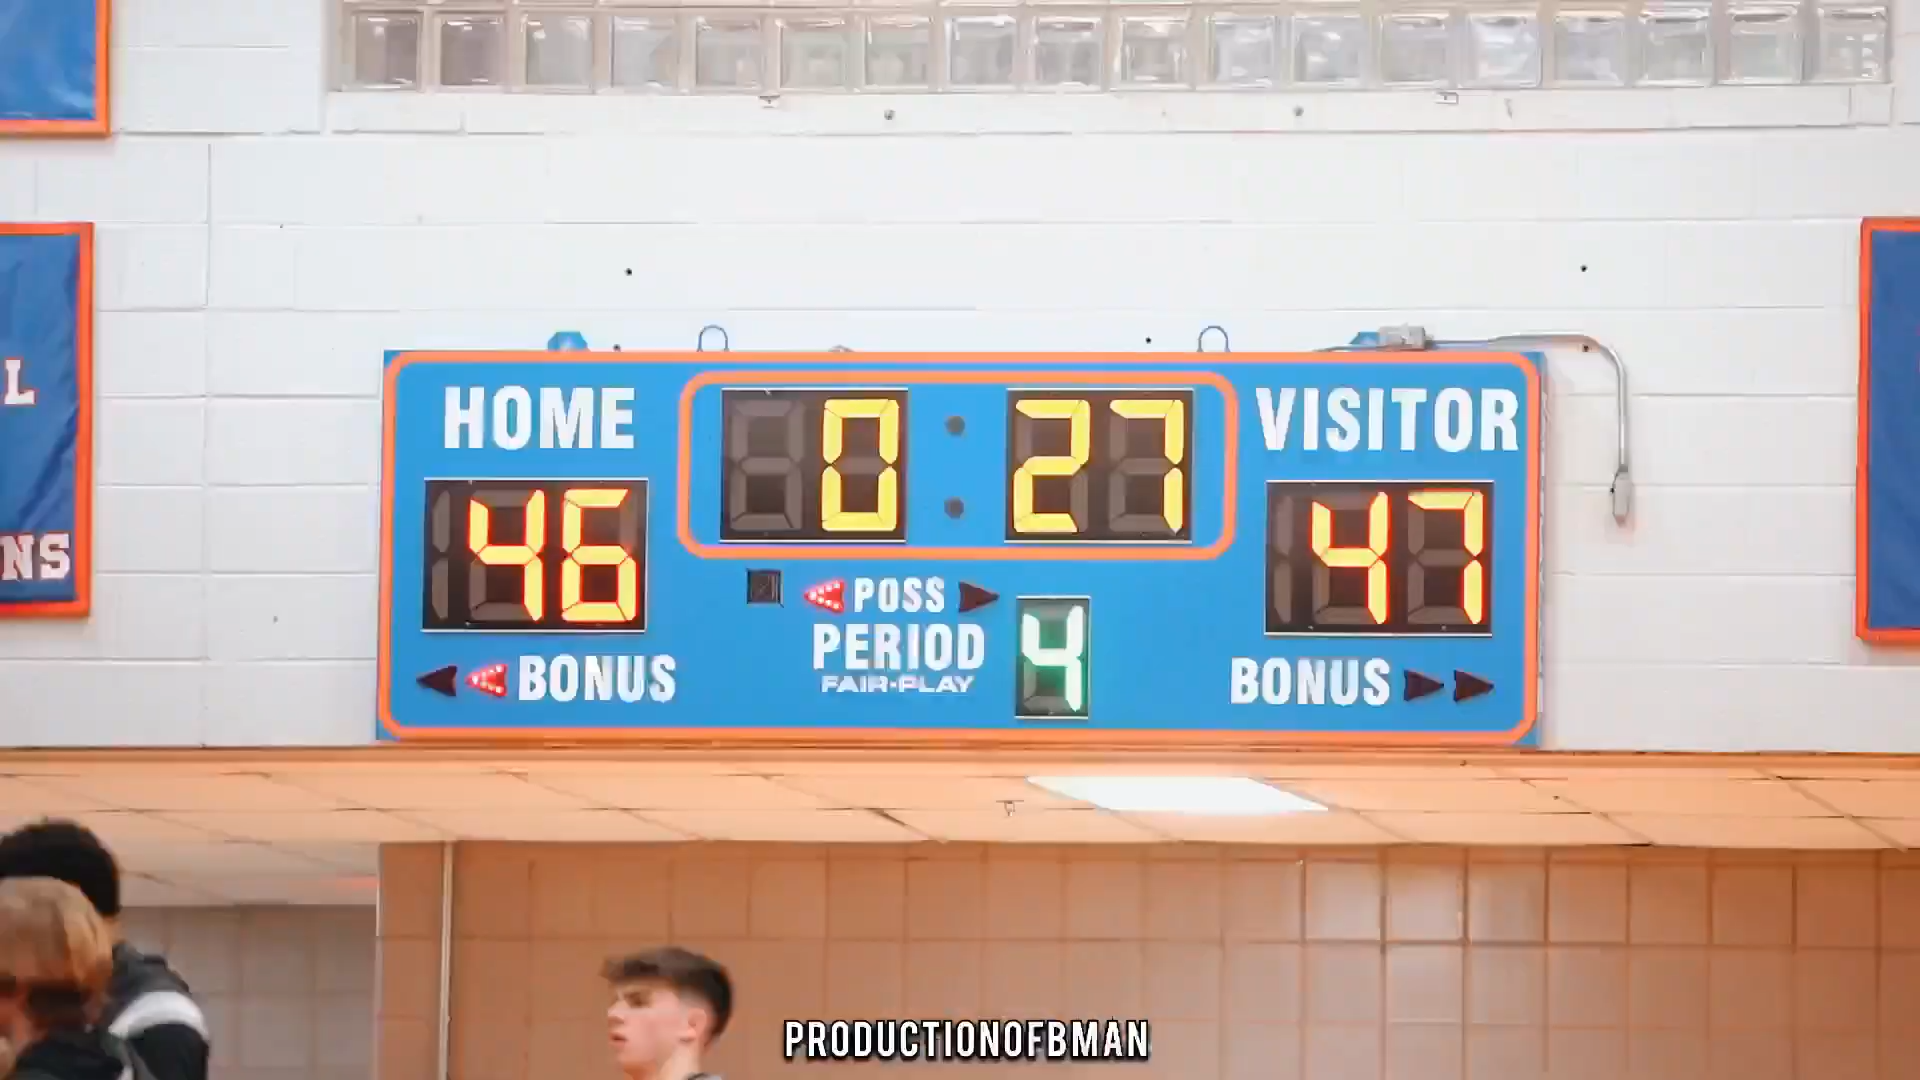 L
NS
HOME
0:27
VISITOR
46
47
POSS
PERIOD 4
FAIR-PLAY
BONUS
BONUS
PRODUCTIONOFBMAN